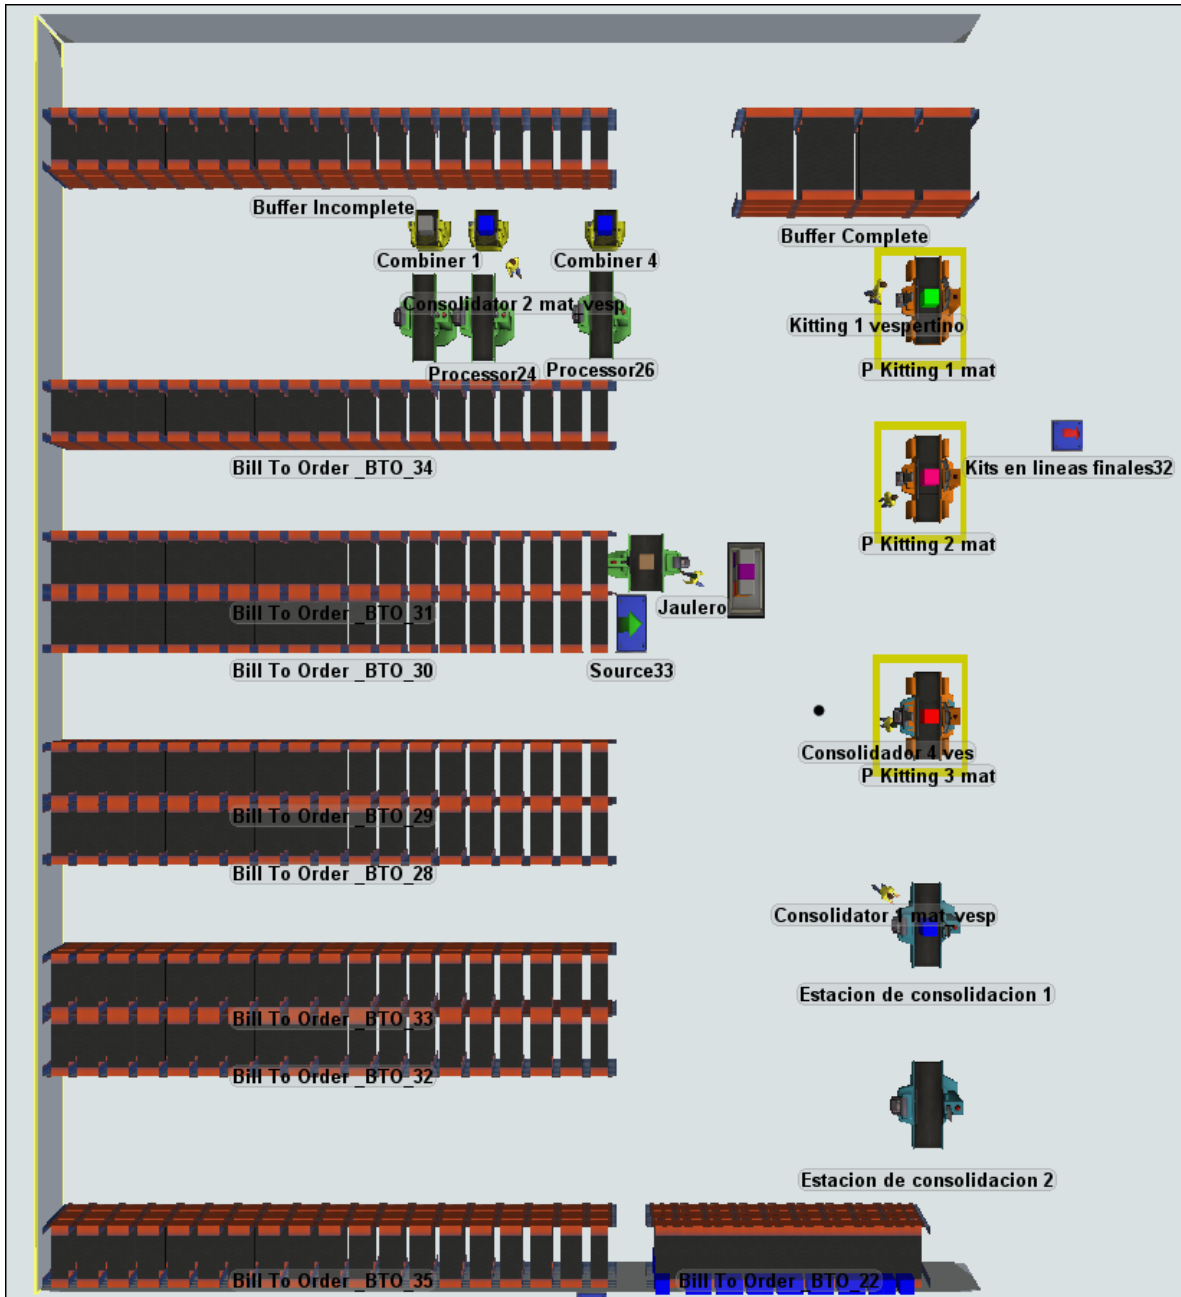 Buffer Incomplete
Buffer Complete
Combiner 1
Combiner 4
Consolidator 2 mat_vesp
Kitting 1 vespertino
Processor24
Processor26
P Kitting 1 mat
Bill To Order _BTO_34
Kits en lineas finales32
P Kitting 2 mat
Bill To Order _BTO_31
Jaulero
Bill To Order _BTO_30
Source33
Consolidador 4 ves
P Kitting 3 mat
Bill To Order _BTO_29
Bill To Order _BTO_28
Consolidator 1 mat_vesp
Estacion de consolidacion 1
Bill To Order _BTO_33
Bill To Order _BTO_32
Estacion de consolidacion 2
Bill To Order _BTO_35
Bill To Order _BTO_22